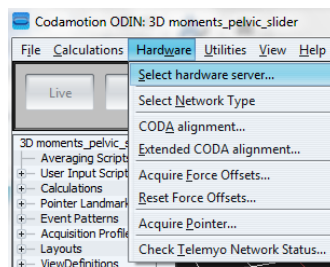 Codamotion ODIN: 3D moments_pelvic_slider
File Calculations Hardware Utilities View Help
Live
Select hardware server...
Select Network Type
CODA alignment...
Extended CODA alignment...
Acquire Force Offsets...
Reset Force Offsets...
Acquire Pointer...
Check Telemyo Network Status...
3D moments_pelvic_s
Averaging Scripts
User Input Script
Calculations
Pointer Landmark
Event Patterns
Acquisition Profile
Layouts
ViewDefinitions